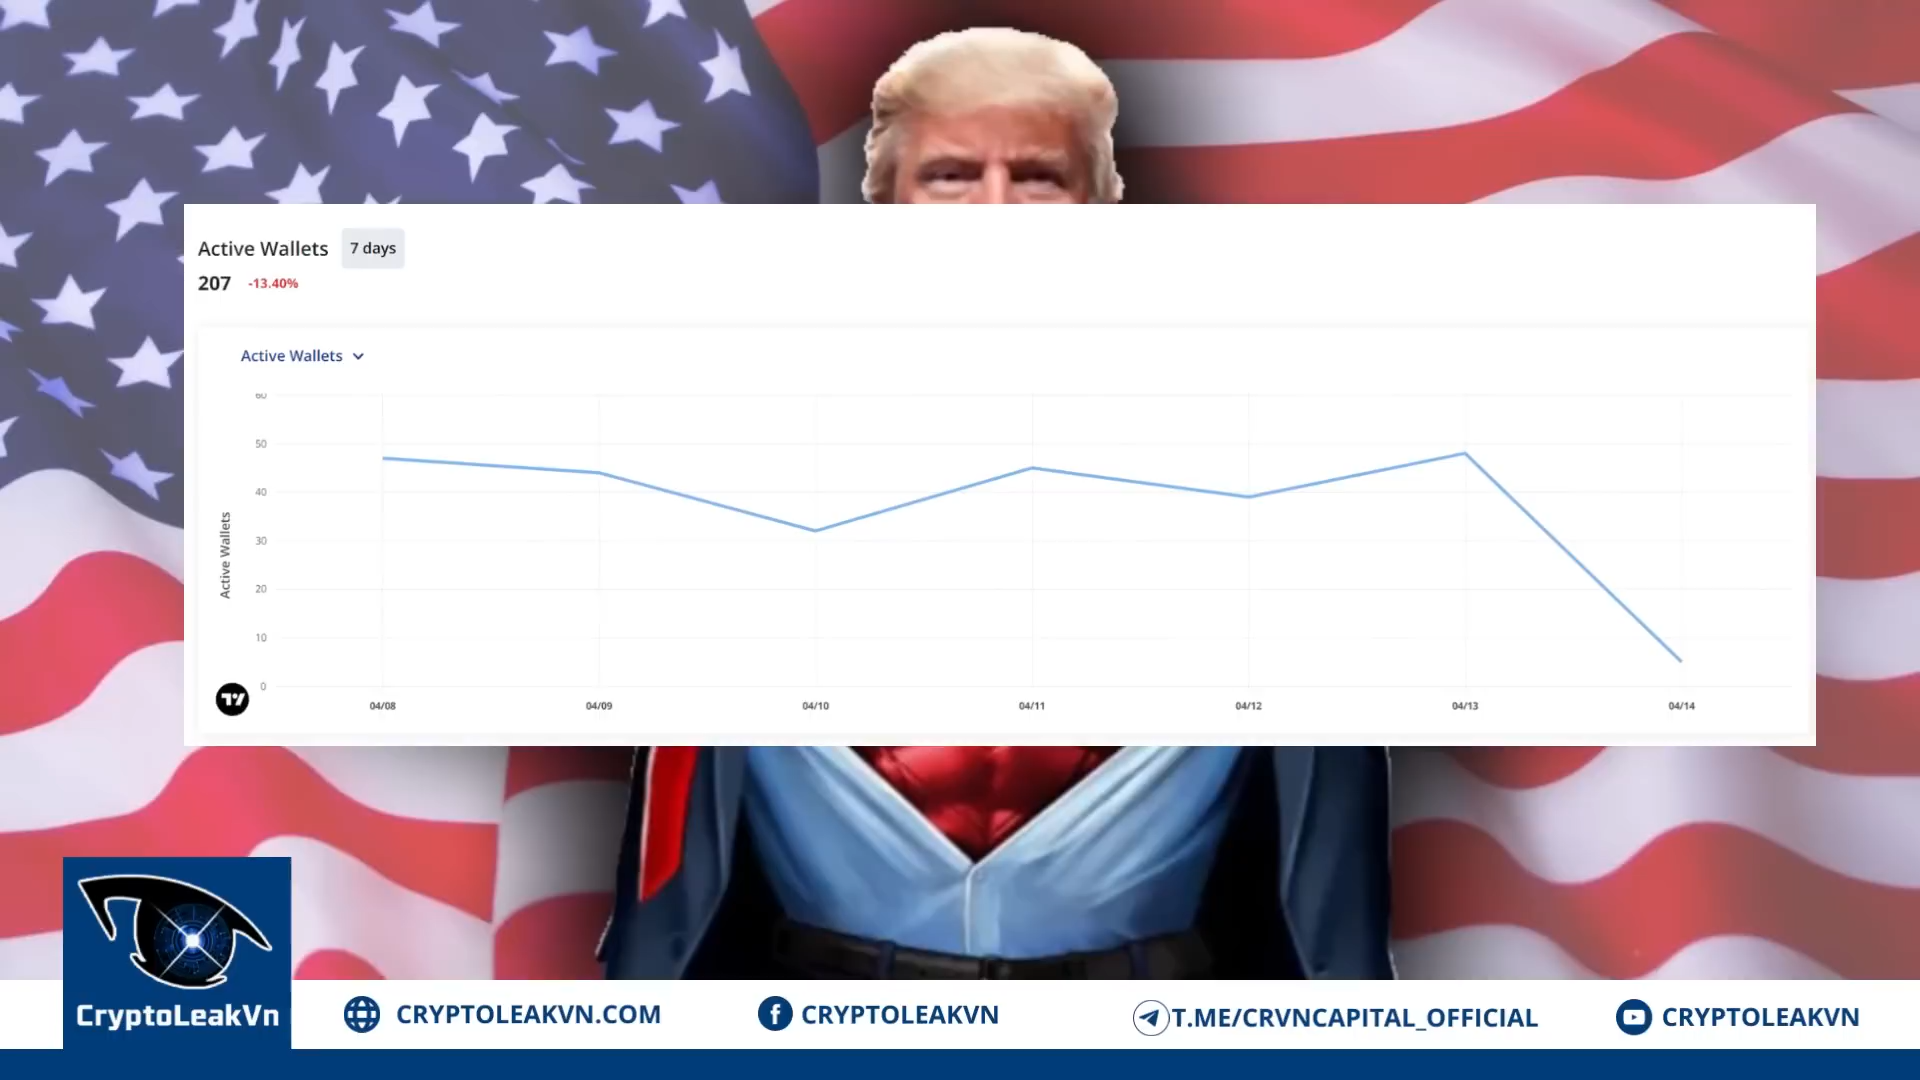 Active Wallets 7 days
207 -13.40%
Active Wallets
60
50
40
30
20
10
0
Active Wallets
04/08 04/09 04/10 04/11 04/12 04/13 04/14
CryptoLeakVn
CRYPTOLEAKVN.COM CRYPTOLEAKVN T.ME/CRVNCAPITAL_OFFICIAL CRYPTOLEAKVN